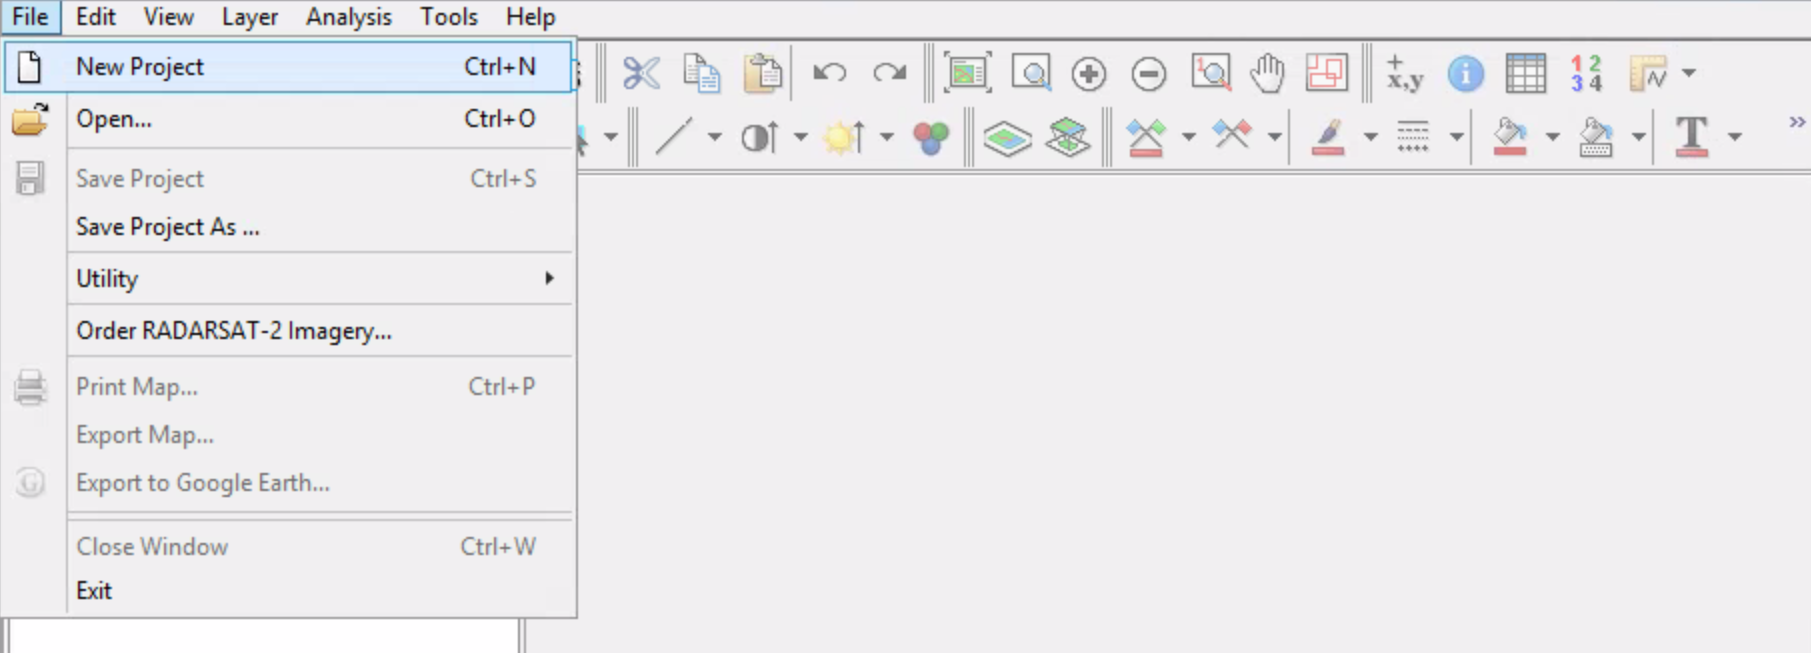 File Edit View Layer Analysis Tools Help
New Project Ctrl+N
Open... Ctrl+O
Save Project Ctrl+S
Save Project As ...
Utility
Order RADARSAT-2 Imagery...
Print Map... Ctrl+P
Export Map...
Export to Google Earth...
Close Window Ctrl+W
Exit
1
+
x,y
i
1 2
3 4
T
»
G